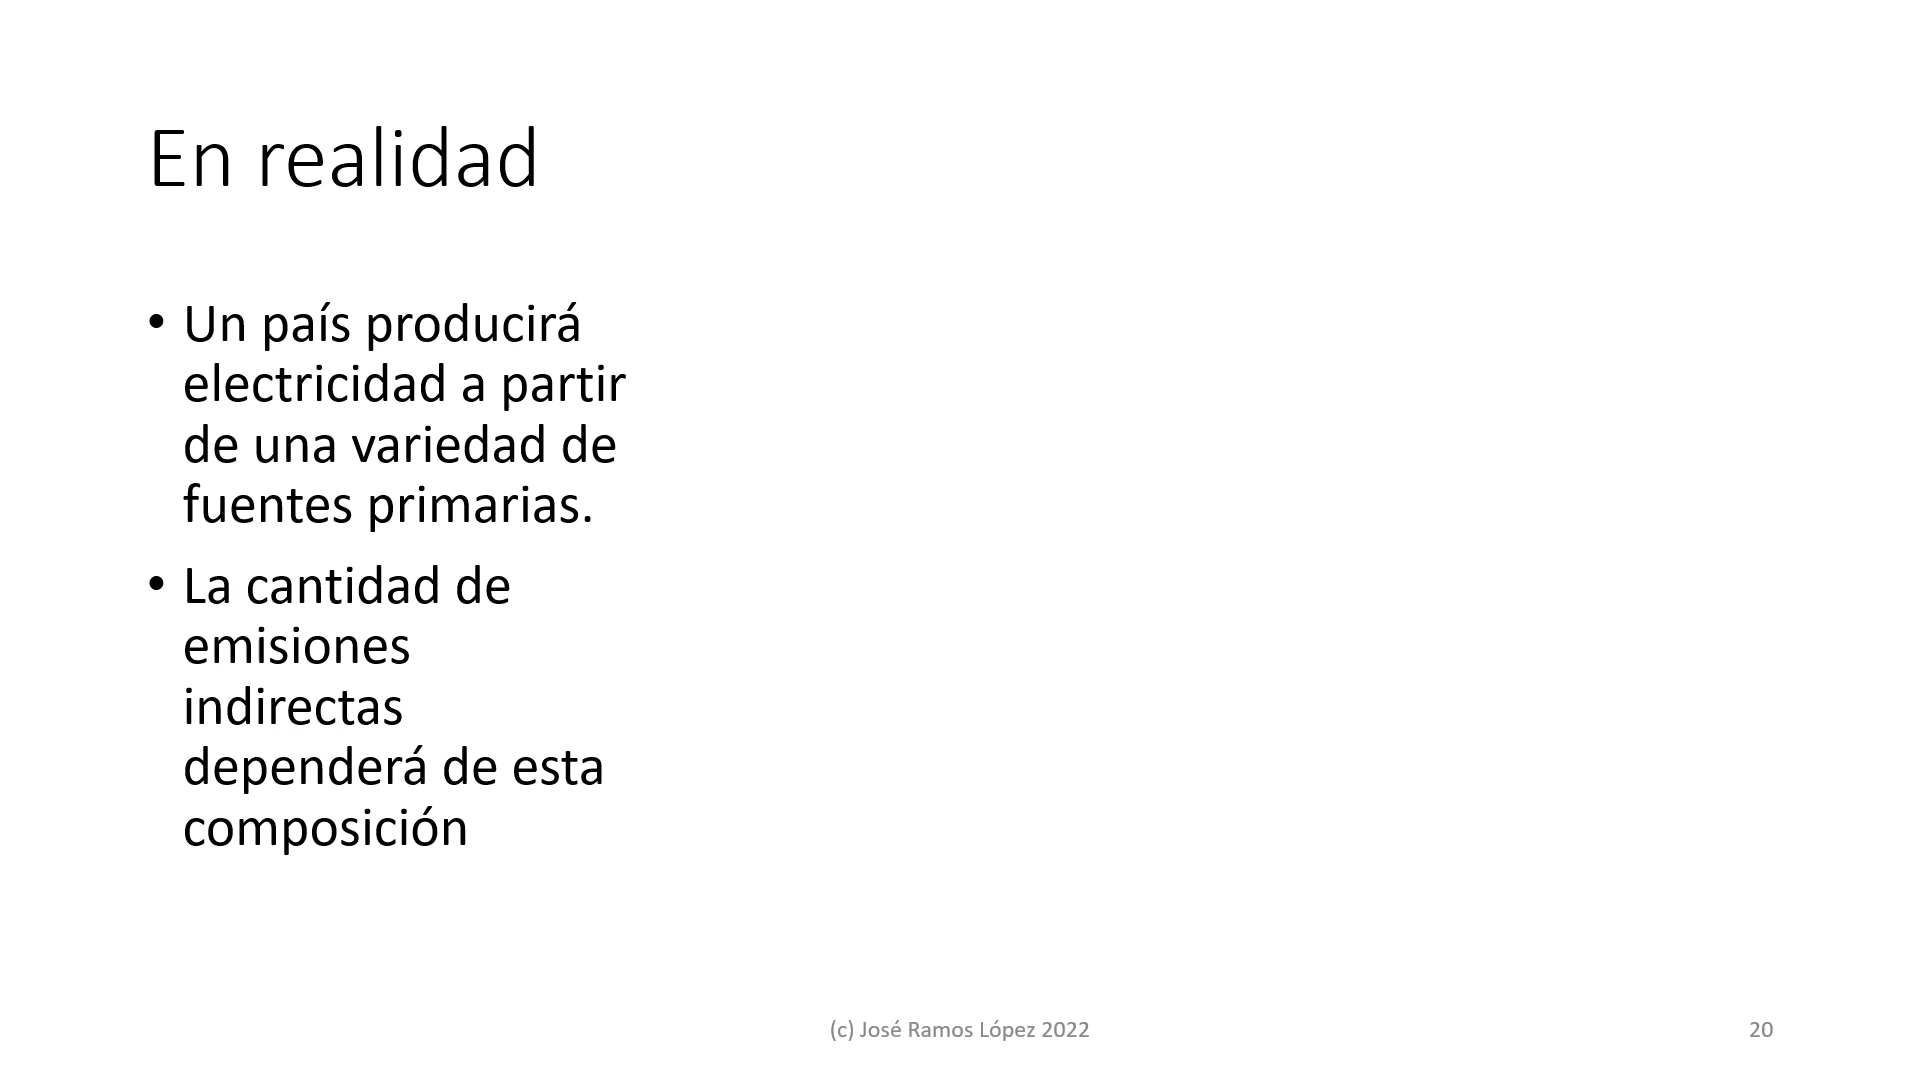 En realidad
• Un país producirá
electricidad a partir
de una variedad de
fuentes primarias.
• La cantidad de
emisiones
indirectas
dependerá de esta
composición
(c) José Ramos López 2022
20